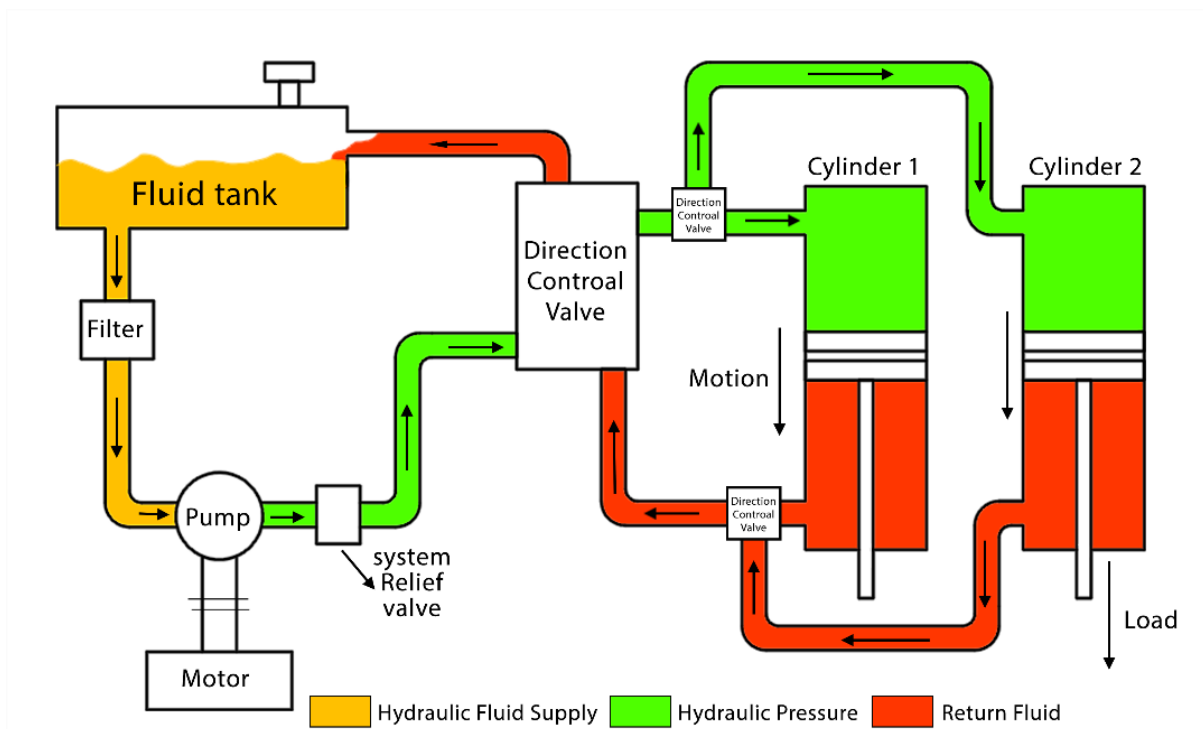 Cylinder 1
Cylinder 2
Fluid tank
Direction
Controal
Valve
Direction
Controal
Valve
Filter
Motion
Pump
Direction
Controal
Valve
system
Relief
valve
Load
Motor
Hydraulic Fluid Supply
Hydraulic Pressure
Return Fluid